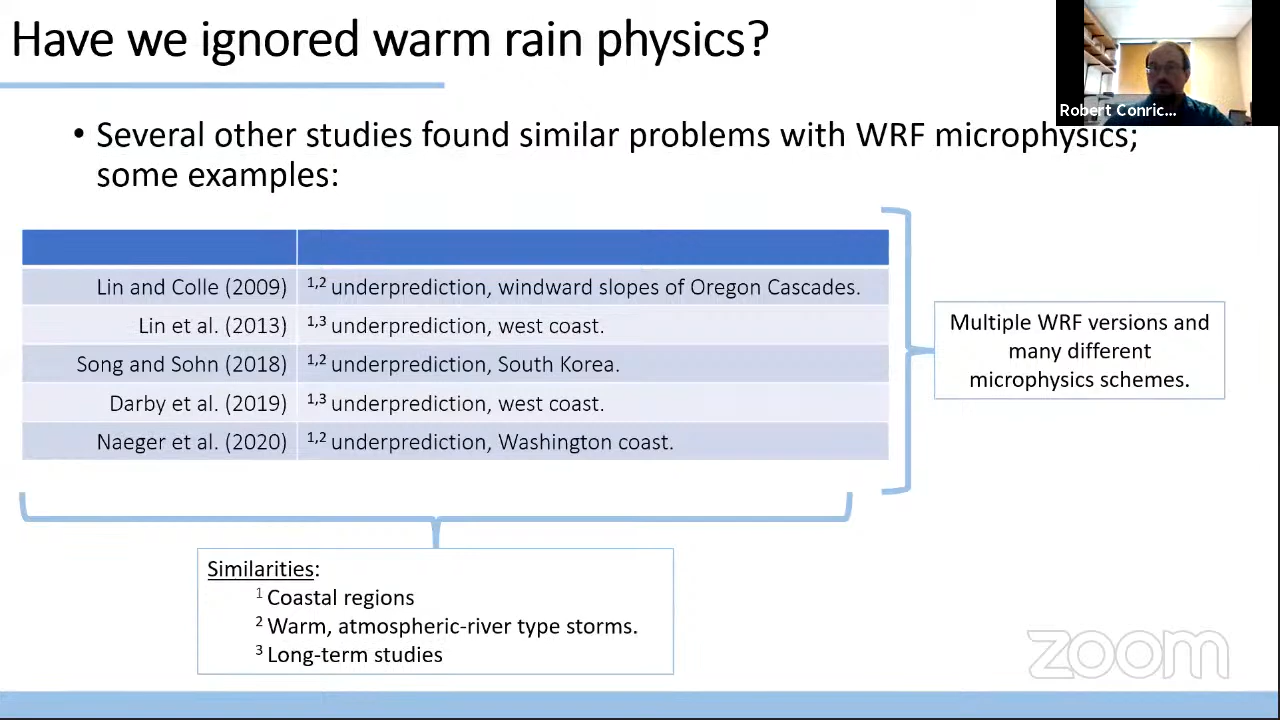 Have we ignored warm rain physics?
Robert Conric...
• Several other studies found similar problems with WRF microphysics;
some examples:
Lin and Colle (2009) 1,2 underprediction, windward slopes of Oregon Cascades.
Lin et al. (2013) 1,3 underprediction, west coast.
Song and Sohn (2018) 1,2 underprediction, South Korea.
Darby et al. (2019) 1,3 underprediction, west coast.
Naeger et al. (2020) 1,2 underprediction, Washington coast.
Multiple WRF versions and
many different
microphysics schemes.
Similarities:
1 Coastal regions
2 Warm, atmospheric-river type storms.
3 Long-term studies
zoom